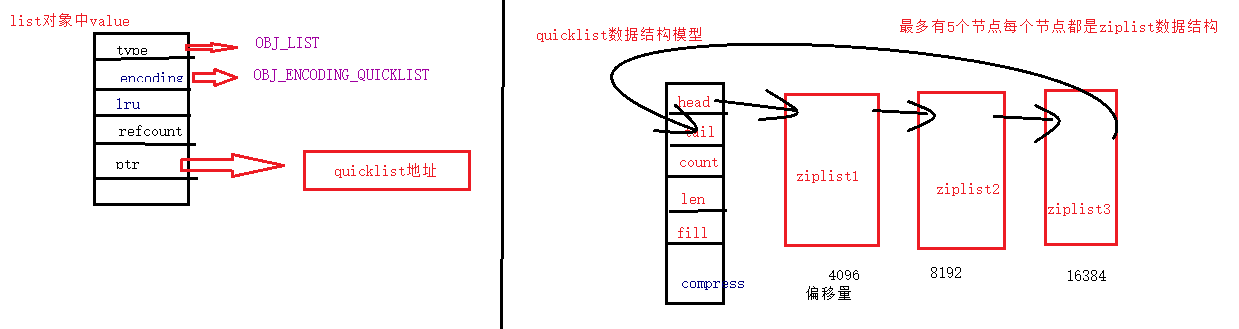 list对象中value
type
OBJ_LIST
encoding
OBJ_ENCODING_QUICKLIST
lru
refcount
ptr
quicklist地址
quicklist数据结构模型
最多有5个节点每个节点都是ziplist数据结构
head
tail
count
len
fill
compress
ziplist1
ziplist2
ziplist3
4096
8192
16384
偏移量